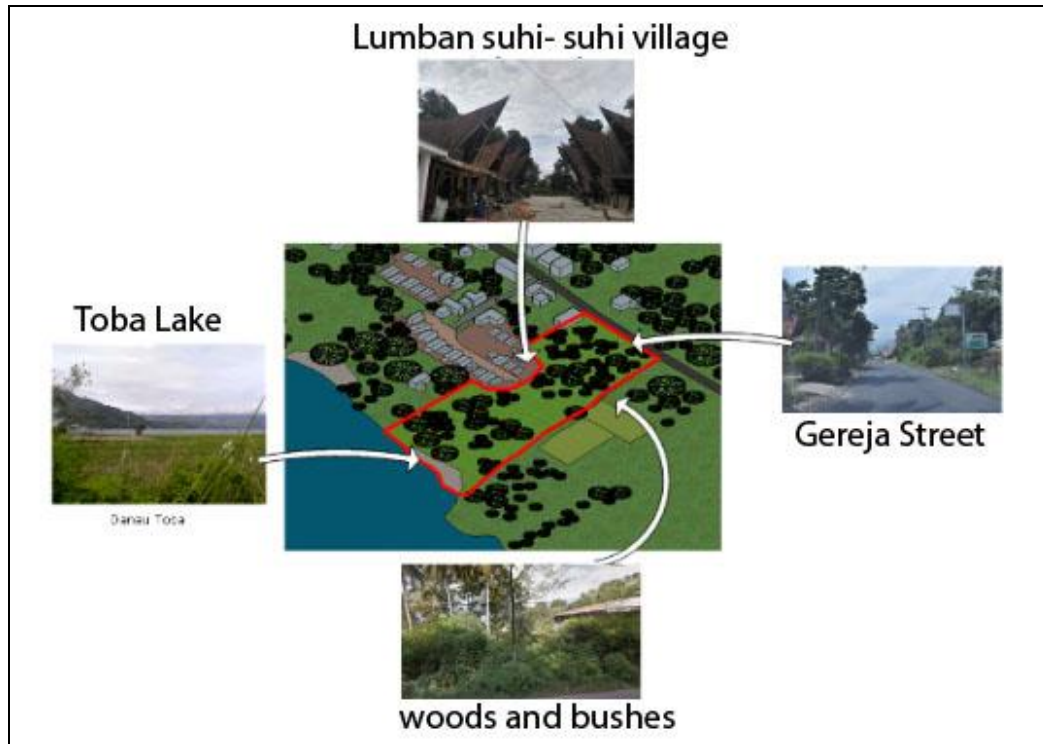 Lumban suhi- suhi village
Toba Lake
Gereja Street
Danau Toba
woods and bushes